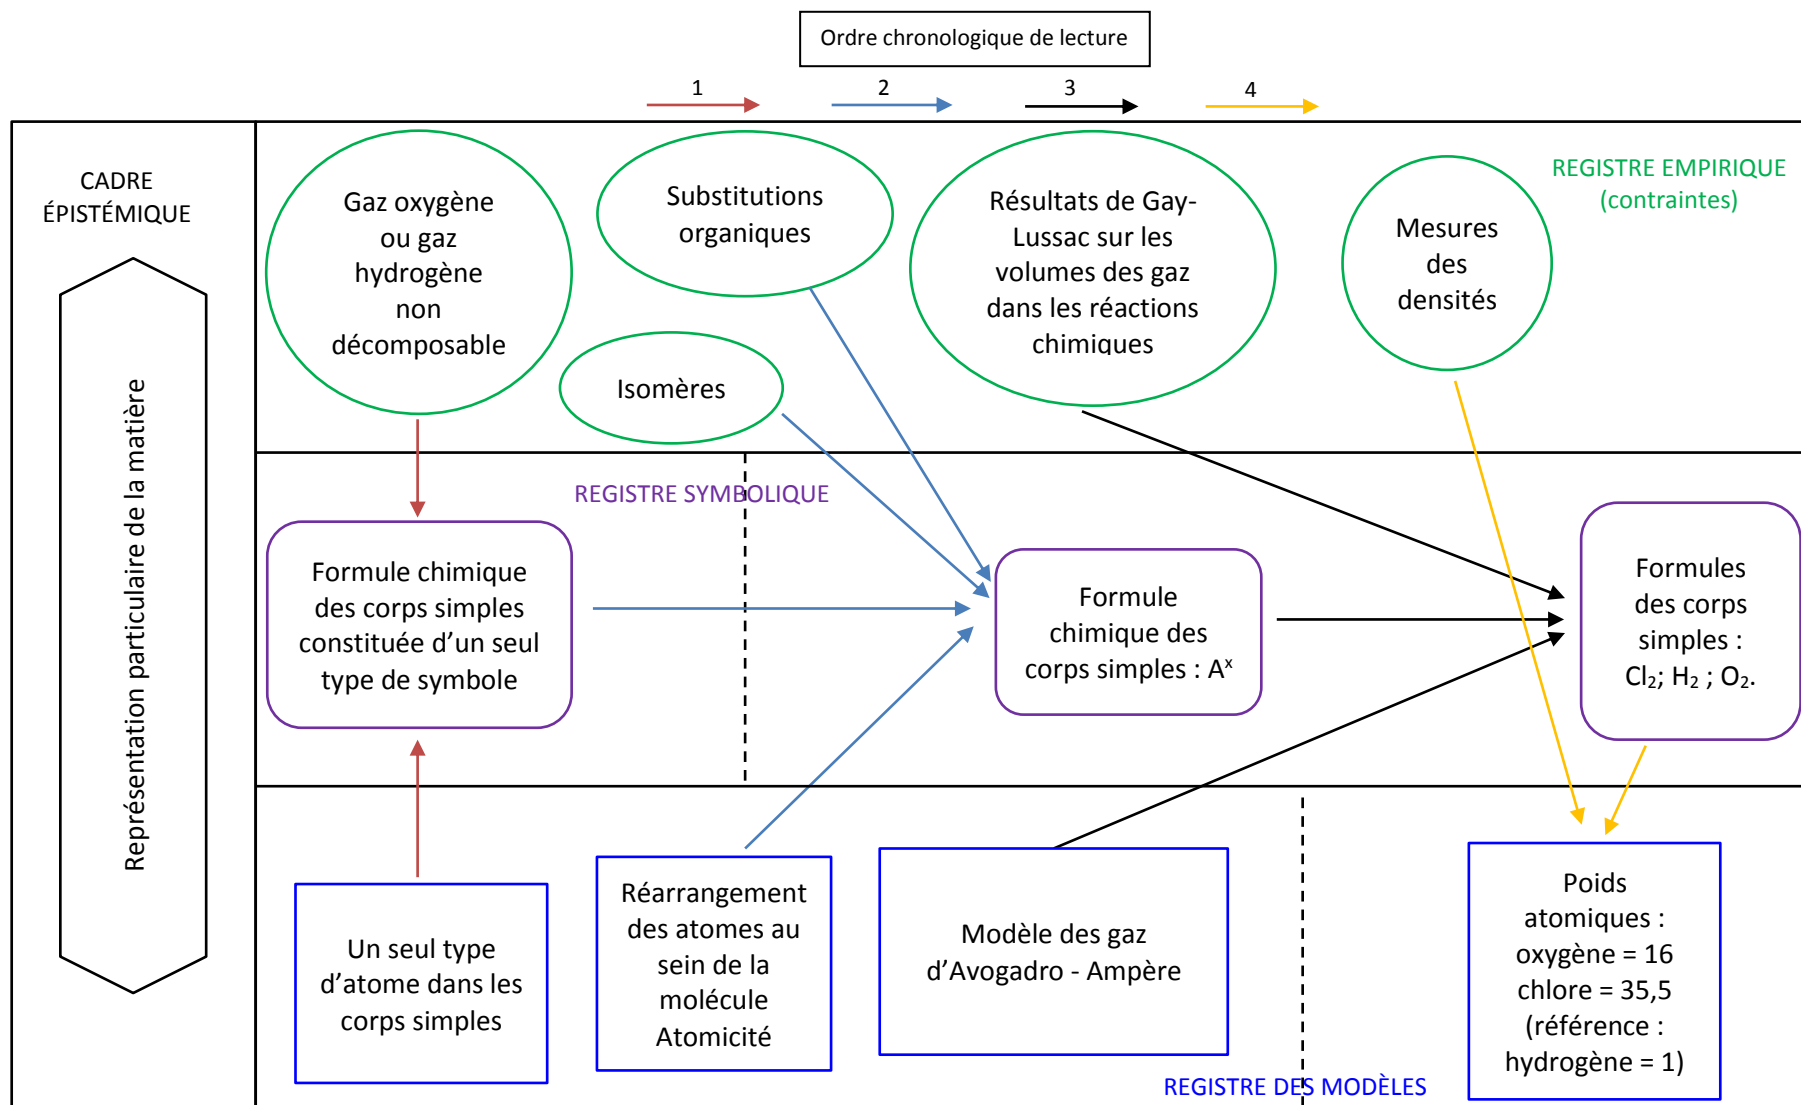 Ordre chronologique de lecture
1
2
3
4
CADRE
ÉPISTÉMIQUE
Représentation particulaire de la matière
REGISTRE EMPIRIQUE
(contraintes)
Gaz oxygène
ou gaz
hydrogène
non
décomposable
Substitutions
organiques
Isomères
Résultats de Gay-
Lussac sur les
volumes des gaz
dans les réactions
chimiques
Mesures
des
densités
REGISTRE SYMBOLIQUE
Formule chimique
des corps simples
constituée d’un seul
type de symbole
Formule
chimique des
corps simples : Aˣ
Formules
des corps
simples :
Cl₂; H₂ ; O₂.
Un seul type
d’atome dans les
corps simples
Réarrangement
des atomes au
sein de la
molécule
Atomicité
Modèle des gaz
d’Avogadro - Ampère
Poids
atomiques :
oxygène = 16
chlore = 35,5
(référence :
hydrogène = 1)
REGISTRE DES MODÈLES